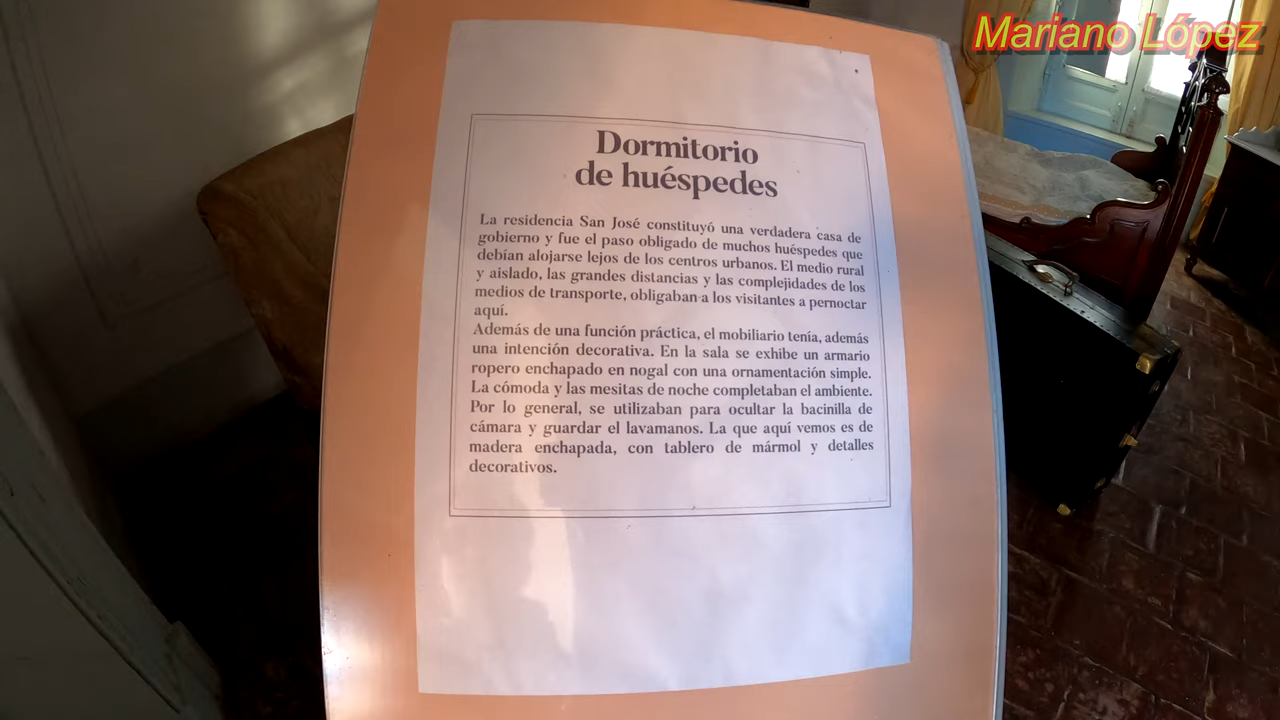 Mariano López
Dormitorio
de huéspedes
La residencia San José constituyó una verdadera casa de
gobierno y fue el paso obligado de muchos huéspedes que
debían alojarse lejos de los centros urbanos. El medio rural
y aislado, las grandes distancias y las complejidades de los
medios de transporte, obligaban a los visitantes a pernoctar
aquí.
Además de una función práctica, el mobiliario tenía, además
una intención decorativa. En la sala se exhibe un armario
ropero enchapado en nogal con una ornamentación simple.
La cómoda y las mesitas de noche completaban el ambiente.
Por lo general, se utilizaban para ocultar la bacinilla de
cámara y guardar el lavamanos. La que aquí vemos es de
madera enchapada, con tablero de mármol y detalles
decorativos.